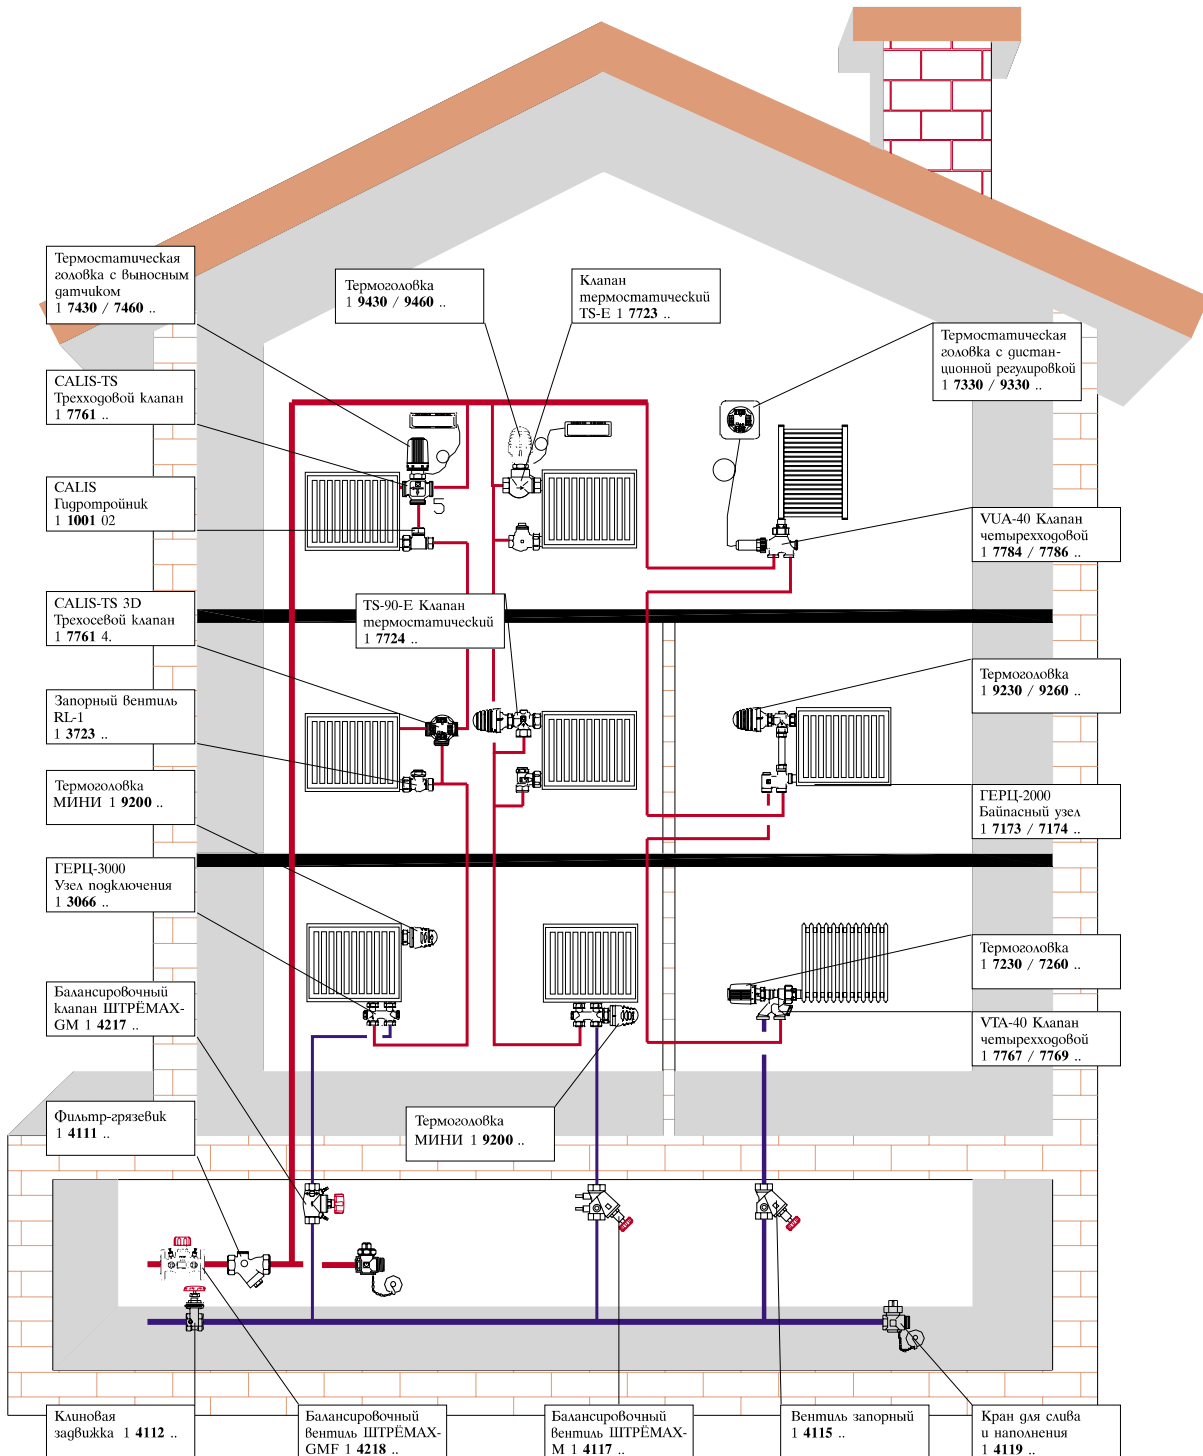 Термостатическая
головка с выносным
датчиком
1 7430 / 7460 ..
Термоголовка
1 9430 / 9460 ..
Клапан
термостатический
TS-E 1 7723 ..
Термостатическая
головка с дистан-
ционной регулировкой
1 7330 / 9330 ..
CALIS-TS
Трехходовой клапан
1 7761 ..
CALIS
Гидротройник
1 1001 02
5
VUA-40 Клапан
четырехходовой
1 7784 / 7786 ..
CALIS-TS 3D
Трехосевой клапан
1 7761 4.
TS-90-E Клапан
термостатический
1 7724 ..
Термоголовка
1 9230 / 9260 ..
Запорный вентиль
RL-1
1 3723 ..
Термоголовка
МИНИ 1 9200 ..
ГЕРЦ-2000
Байпасный узел
1 7173 / 7174 ..
ГЕРЦ-3000
Узел подключения
1 3066 ..
Термоголовка
1 7230 / 7260 ..
Балансировочный
клапан ШТРЁМАХ-
GM 1 4217 ..
VTA-40 Клапан
четырехходовой
1 7767 / 7769 ..
Фильтр-грязевик
1 4111 ..
Термоголовка
МИНИ 1 9200 ..
Клиновая
задвижка 1 4112 ..
Балансировочный
вентиль ШТРЁМАХ-
GMF 1 4218 ..
Балансировочный
вентиль ШТРЁМАХ-
M 1 4117 ..
Вентиль запорный
1 4115 ..
Кран для слива
и наполнения
1 4119 ..